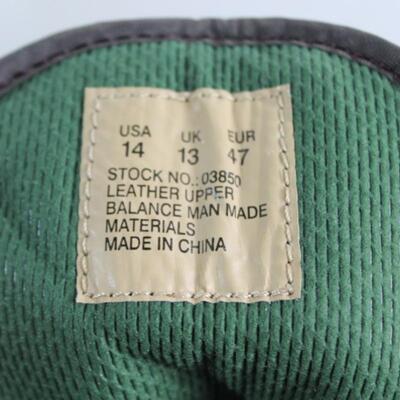 USA UK EUR
14 13 47
STOCK NO.: 03850
LEATHER UPPER
BALANCE MAN MADE
MATERIALS
MADE IN CHINA